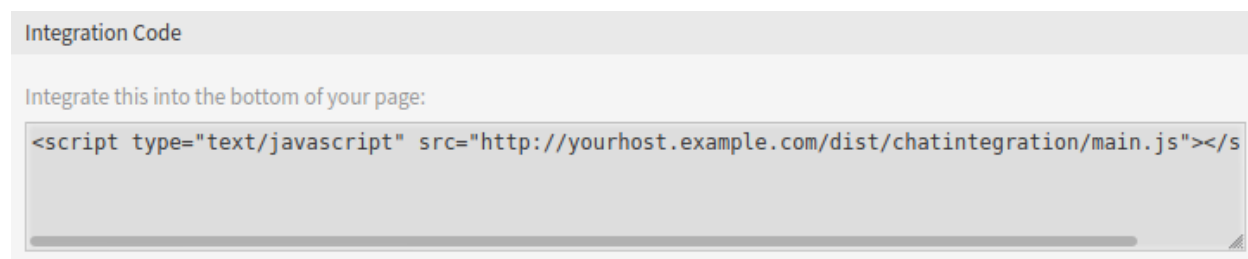 Integration Code
Integrate this into the bottom of your page:
<script type="text/javascript" src="http://yourhost.example.com/dist/chatintegration/main.js"></s